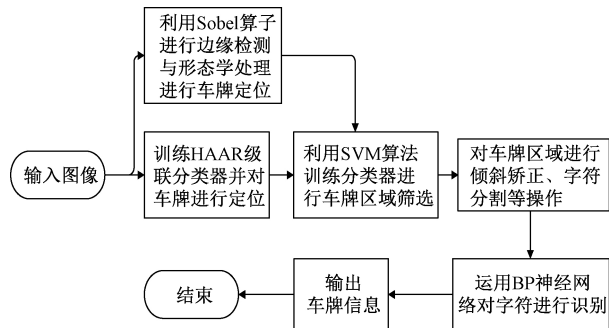 利用Sobel算子
进行边缘检测
与形态学处理
进行车牌定位
输入图像
训练HAAR级
联分类器并对
车牌进行定位
利用SVM算法
训练分类器进
行车牌区域筛选
对车牌区域进行
倾斜矫正、字符
分割等操作
运用BP神经网
络对字符进行识别
输出
车牌信息
结束